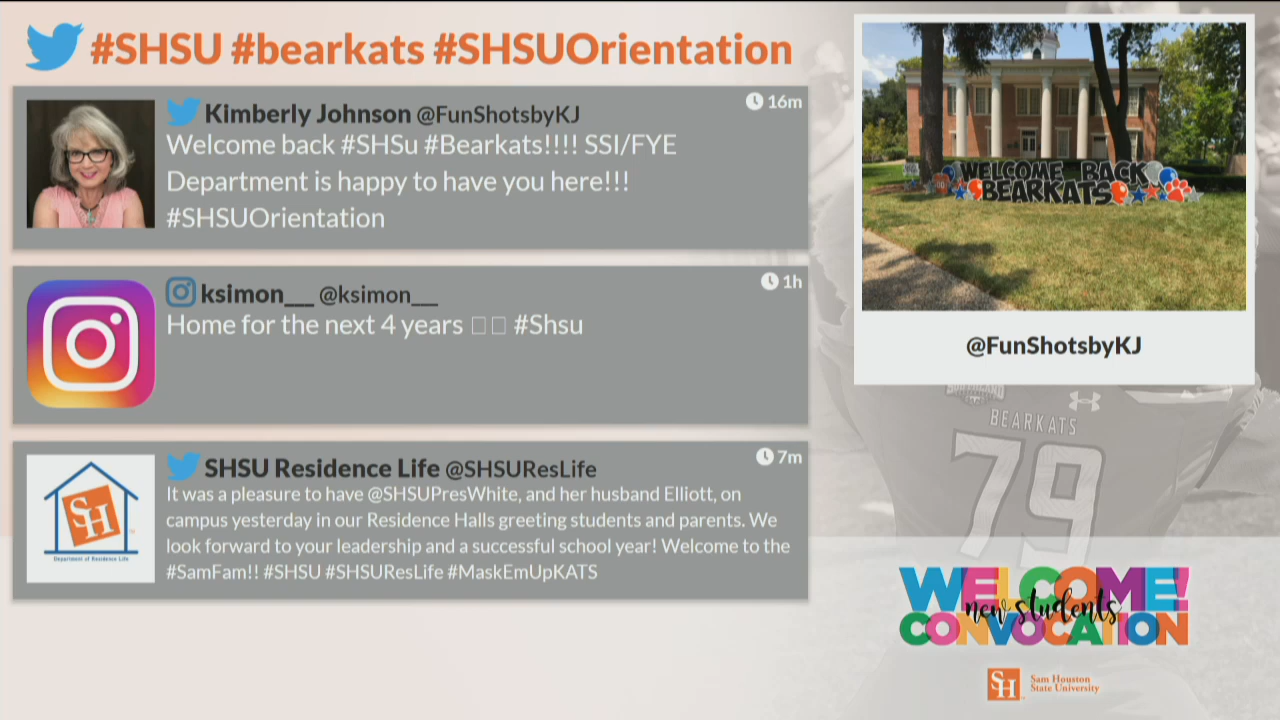 #SHSU #bearkats #SHSUOrientation
Kimberly Johnson @FunShotsbyKJ
16m
Welcome back #SHSu #Bearkats!!!! SSI/FYE
Department is happy to have you here!!!
#SHSUOrientation
ksimon___ @ksimon___
1h
Home for the next 4 years □□ #Shsu
SH
Department of Residence Life
SHSU Residence Life @SHSUResLife
7m
It was a pleasure to have @SHSUPresWhite, and her husband Elliott, on
campus yesterday in our Residence Halls greeting students and parents. We
look forward to your leadership and a successful school year! Welcome to the
#SamFam!! #SHSU #SHSUResLife #MaskEmUpKATS
WELCOME BACK
BEARKATS
@FunShotsbyKJ
BEARKATS
79
WELCOME!
new students
CONVOCATION
SH
Sam Houston
State University